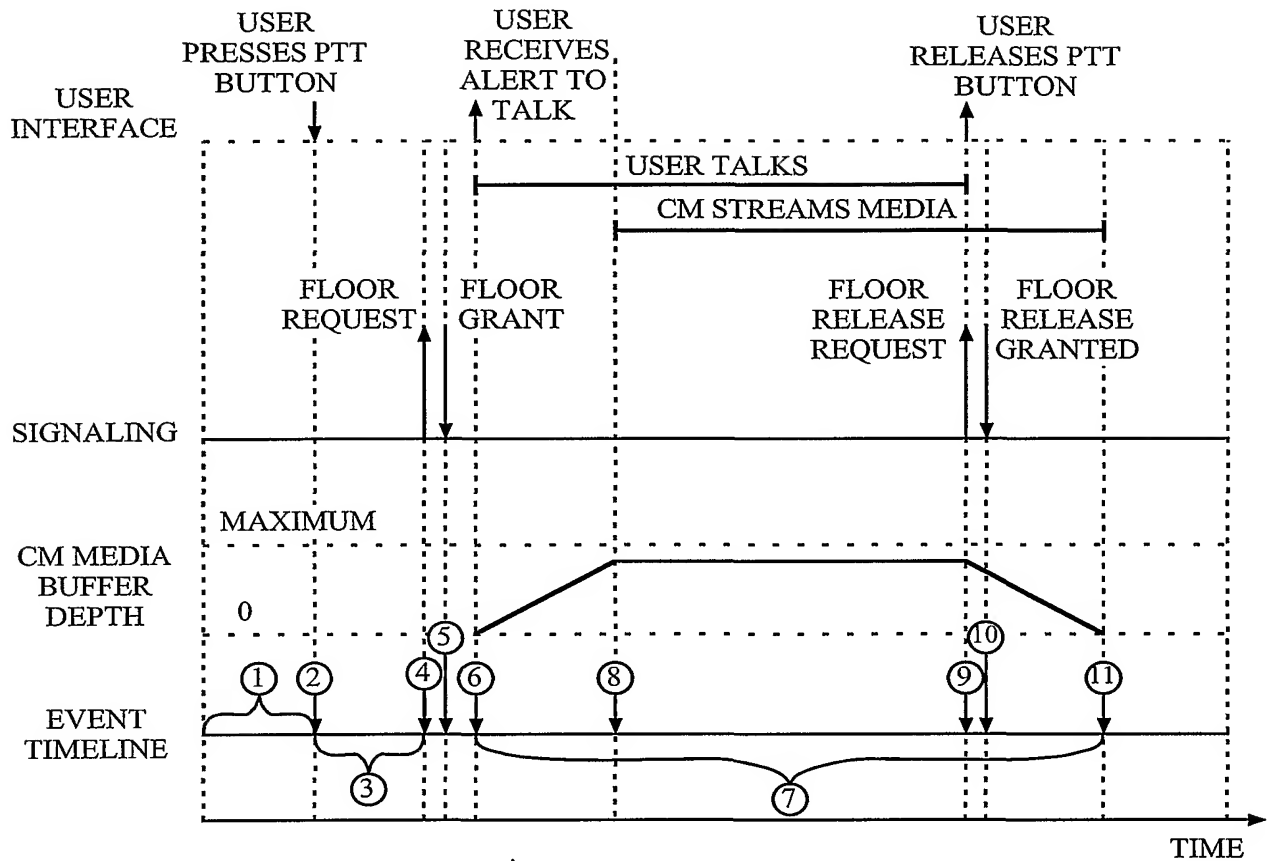 USER
PRESSES PTT
BUTTON
USER
RECEIVES
ALERT TO
TALK
USER
RELEASES PTT
BUTTON
USER
INTERFACE
USER TALKS
CM STREAMS MEDIA
FLOOR
REQUEST
FLOOR
GRANT
FLOOR
RELEASE
REQUEST
FLOOR
RELEASE
GRANTED
SIGNALING
MAXIMUM
CM MEDIA
BUFFER
DEPTH
0
1
2
3
4
5
6
7
8
9
10
11
EVENT
TIMELINE
TIME